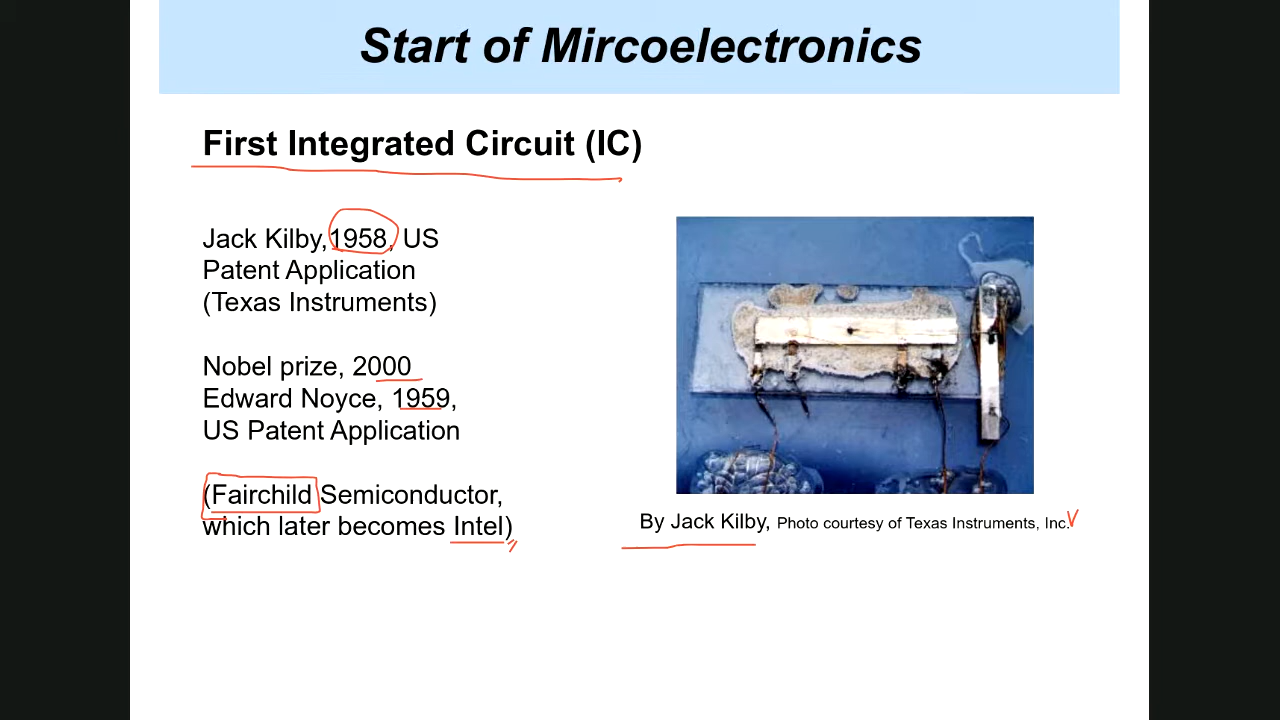 Start of Mircoelectronics
First Integrated Circuit (IC)
Jack Kilby, 1958, US
Patent Application
(Texas Instruments)
Nobel prize, 2000
Edward Noyce, 1959,
US Patent Application
(Fairchild Semiconductor,
which later becomes Intel)
By Jack Kilby, Photo courtesy of Texas Instruments, Inc.